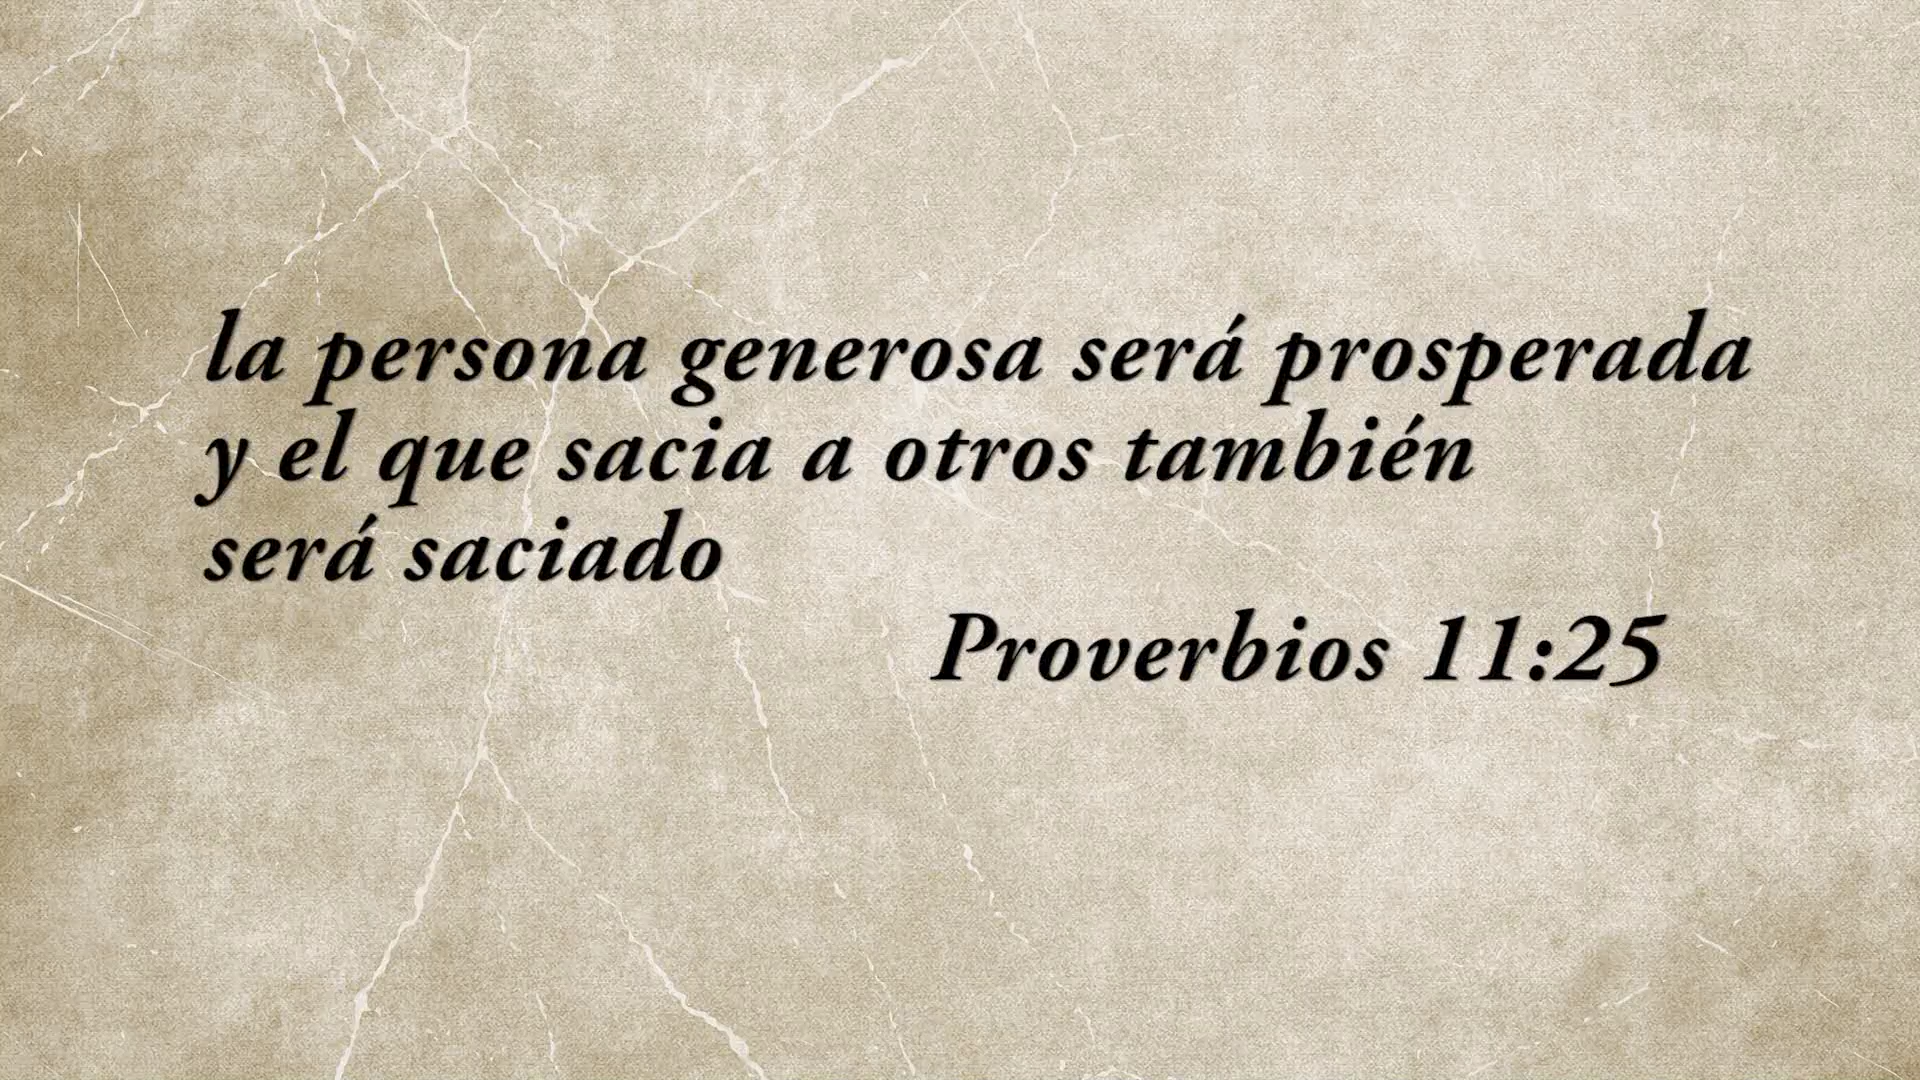 la persona generosa será prosperada
y el que sacia a otros también
será saciado
Proverbios 11:25